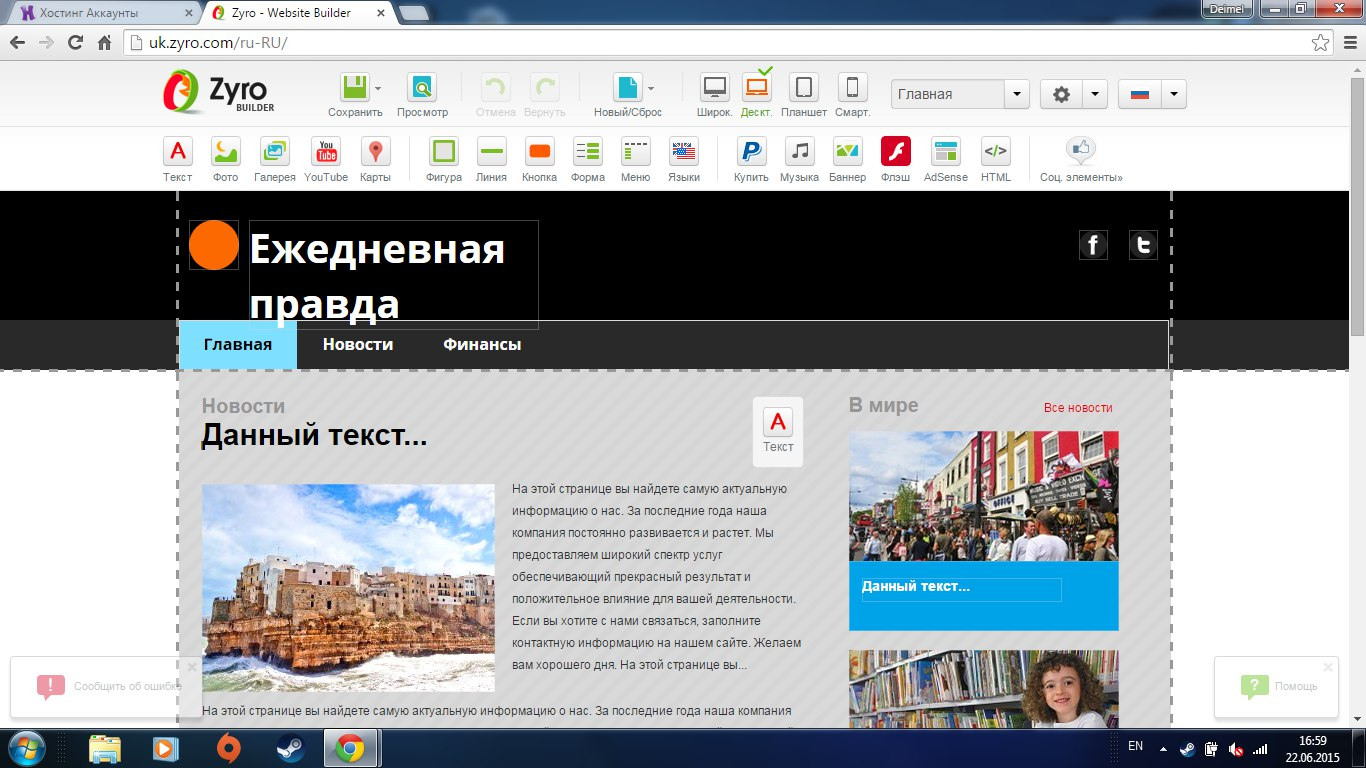 Хостинг Аккаунты
Zyro - Website Builder
Deimel
uk.zyro.com/ru-RU/
Zyro
BUILDER
Сохранить
Просмотр
Отмена
Вернуть
Новый/Сброс
Широк.
Дескт.
Планшет
Смарт.
Главная
Текст
Фото
Галерея
YouTube
Карты
Фигура
Линия
Кнопка
Форма
Меню
Языки
Купить
Музыка
Баннер
Флэш
AdSense
HTML
Соц. элементы»
Ежедневная
правда
Главная
Новости
Финансы
Новости
Данный текст...
Текст
На этой странице вы найдете самую актуальную
информацию о нас. За последние года наша
компания постоянно развивается и растет. Мы
предоставляем широкий спектр услуг
обеспечивающий прекрасный результат и
положительное влияние для вашей деятельности.
Если вы хотите с нами связаться, заполните
контактную информацию на нашем сайте. Желаем
вам хорошего дня. На этой странице вы...
На этой странице вы найдете самую актуальную информацию о нас. За последние года наша компания
В мире
Все новости
MUSIC & VIDEO EXCH
OFFICE
Данный текст...
Сообщить об ошибке
Помощь
EN
16:59
22.06.2015